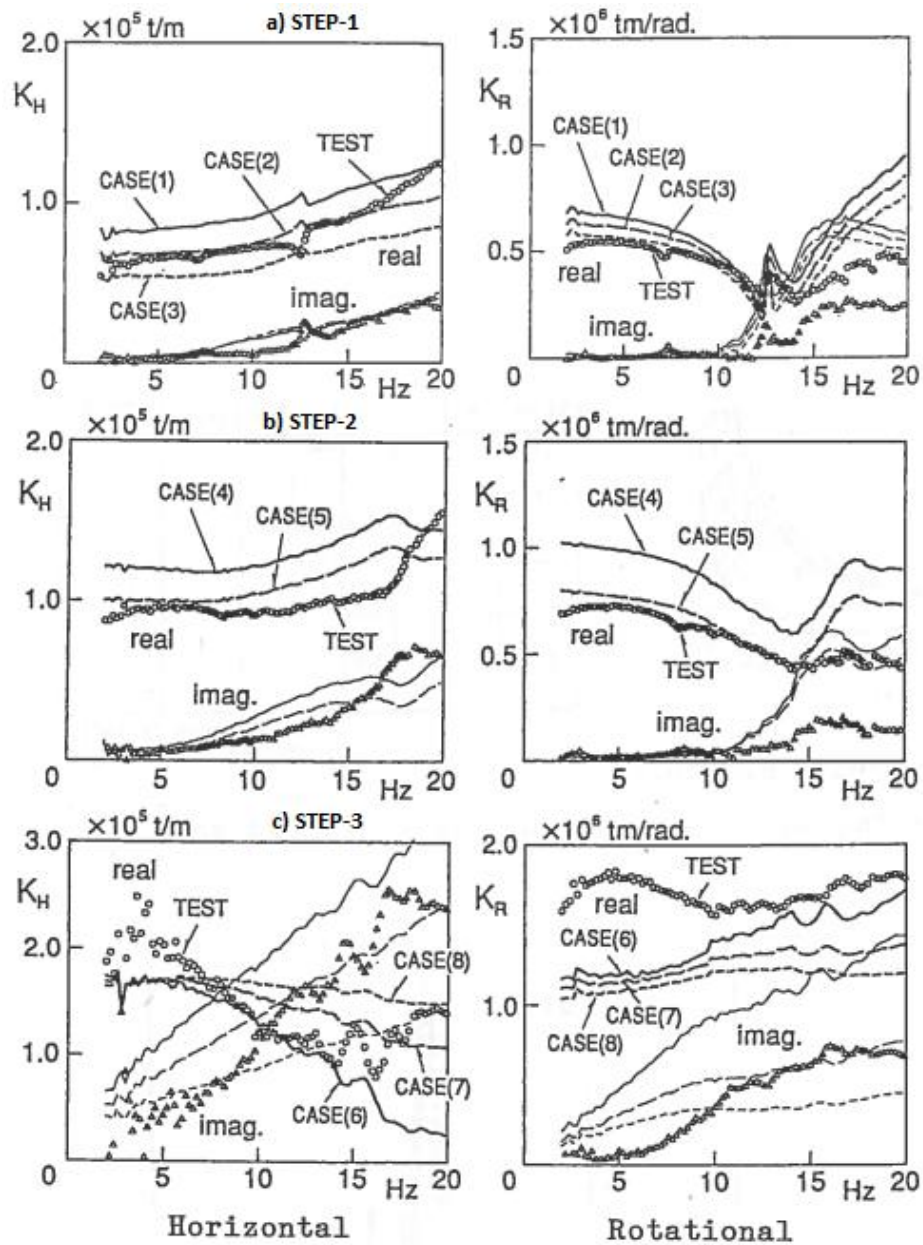 ×10⁵ t/m
a) STEP-1
2.0
K_H
CASE(1)
CASE(2)
TEST
1.0
real
CASE(3)
imag.
0
5
10
15
20
Hz
×10⁶ tm/rad.
1.5
K_R
CASE(1)
CASE(2)
1.0
CASE(3)
0.5
real
TEST
imag.
0
5
10
15
20
Hz
×10⁵ t/m
b) STEP-2
2.0
K_H
CASE(4)
CASE(5)
1.0
real
TEST
imag.
0
5
10
15
20
Hz
×10⁶ tm/rad.
1.5
K_R
CASE(4)
1.0
CASE(5)
real
0.5
TEST
imag.
0
5
10
15
20
Hz
×10⁵ t/m
c) STEP-3
3.0
real
K_H
TEST
2.0
CASE(8)
1.0
CASE(7)
imag.
CASE(6)
0
5
10
15
20
Hz
Horizontal
×10⁶ tm/rad.
2.0
TEST
K_R
real
CASE(6)
1.0
CASE(7)
CASE(8)
imag.
0
5
10
15
20
Hz
Rotational